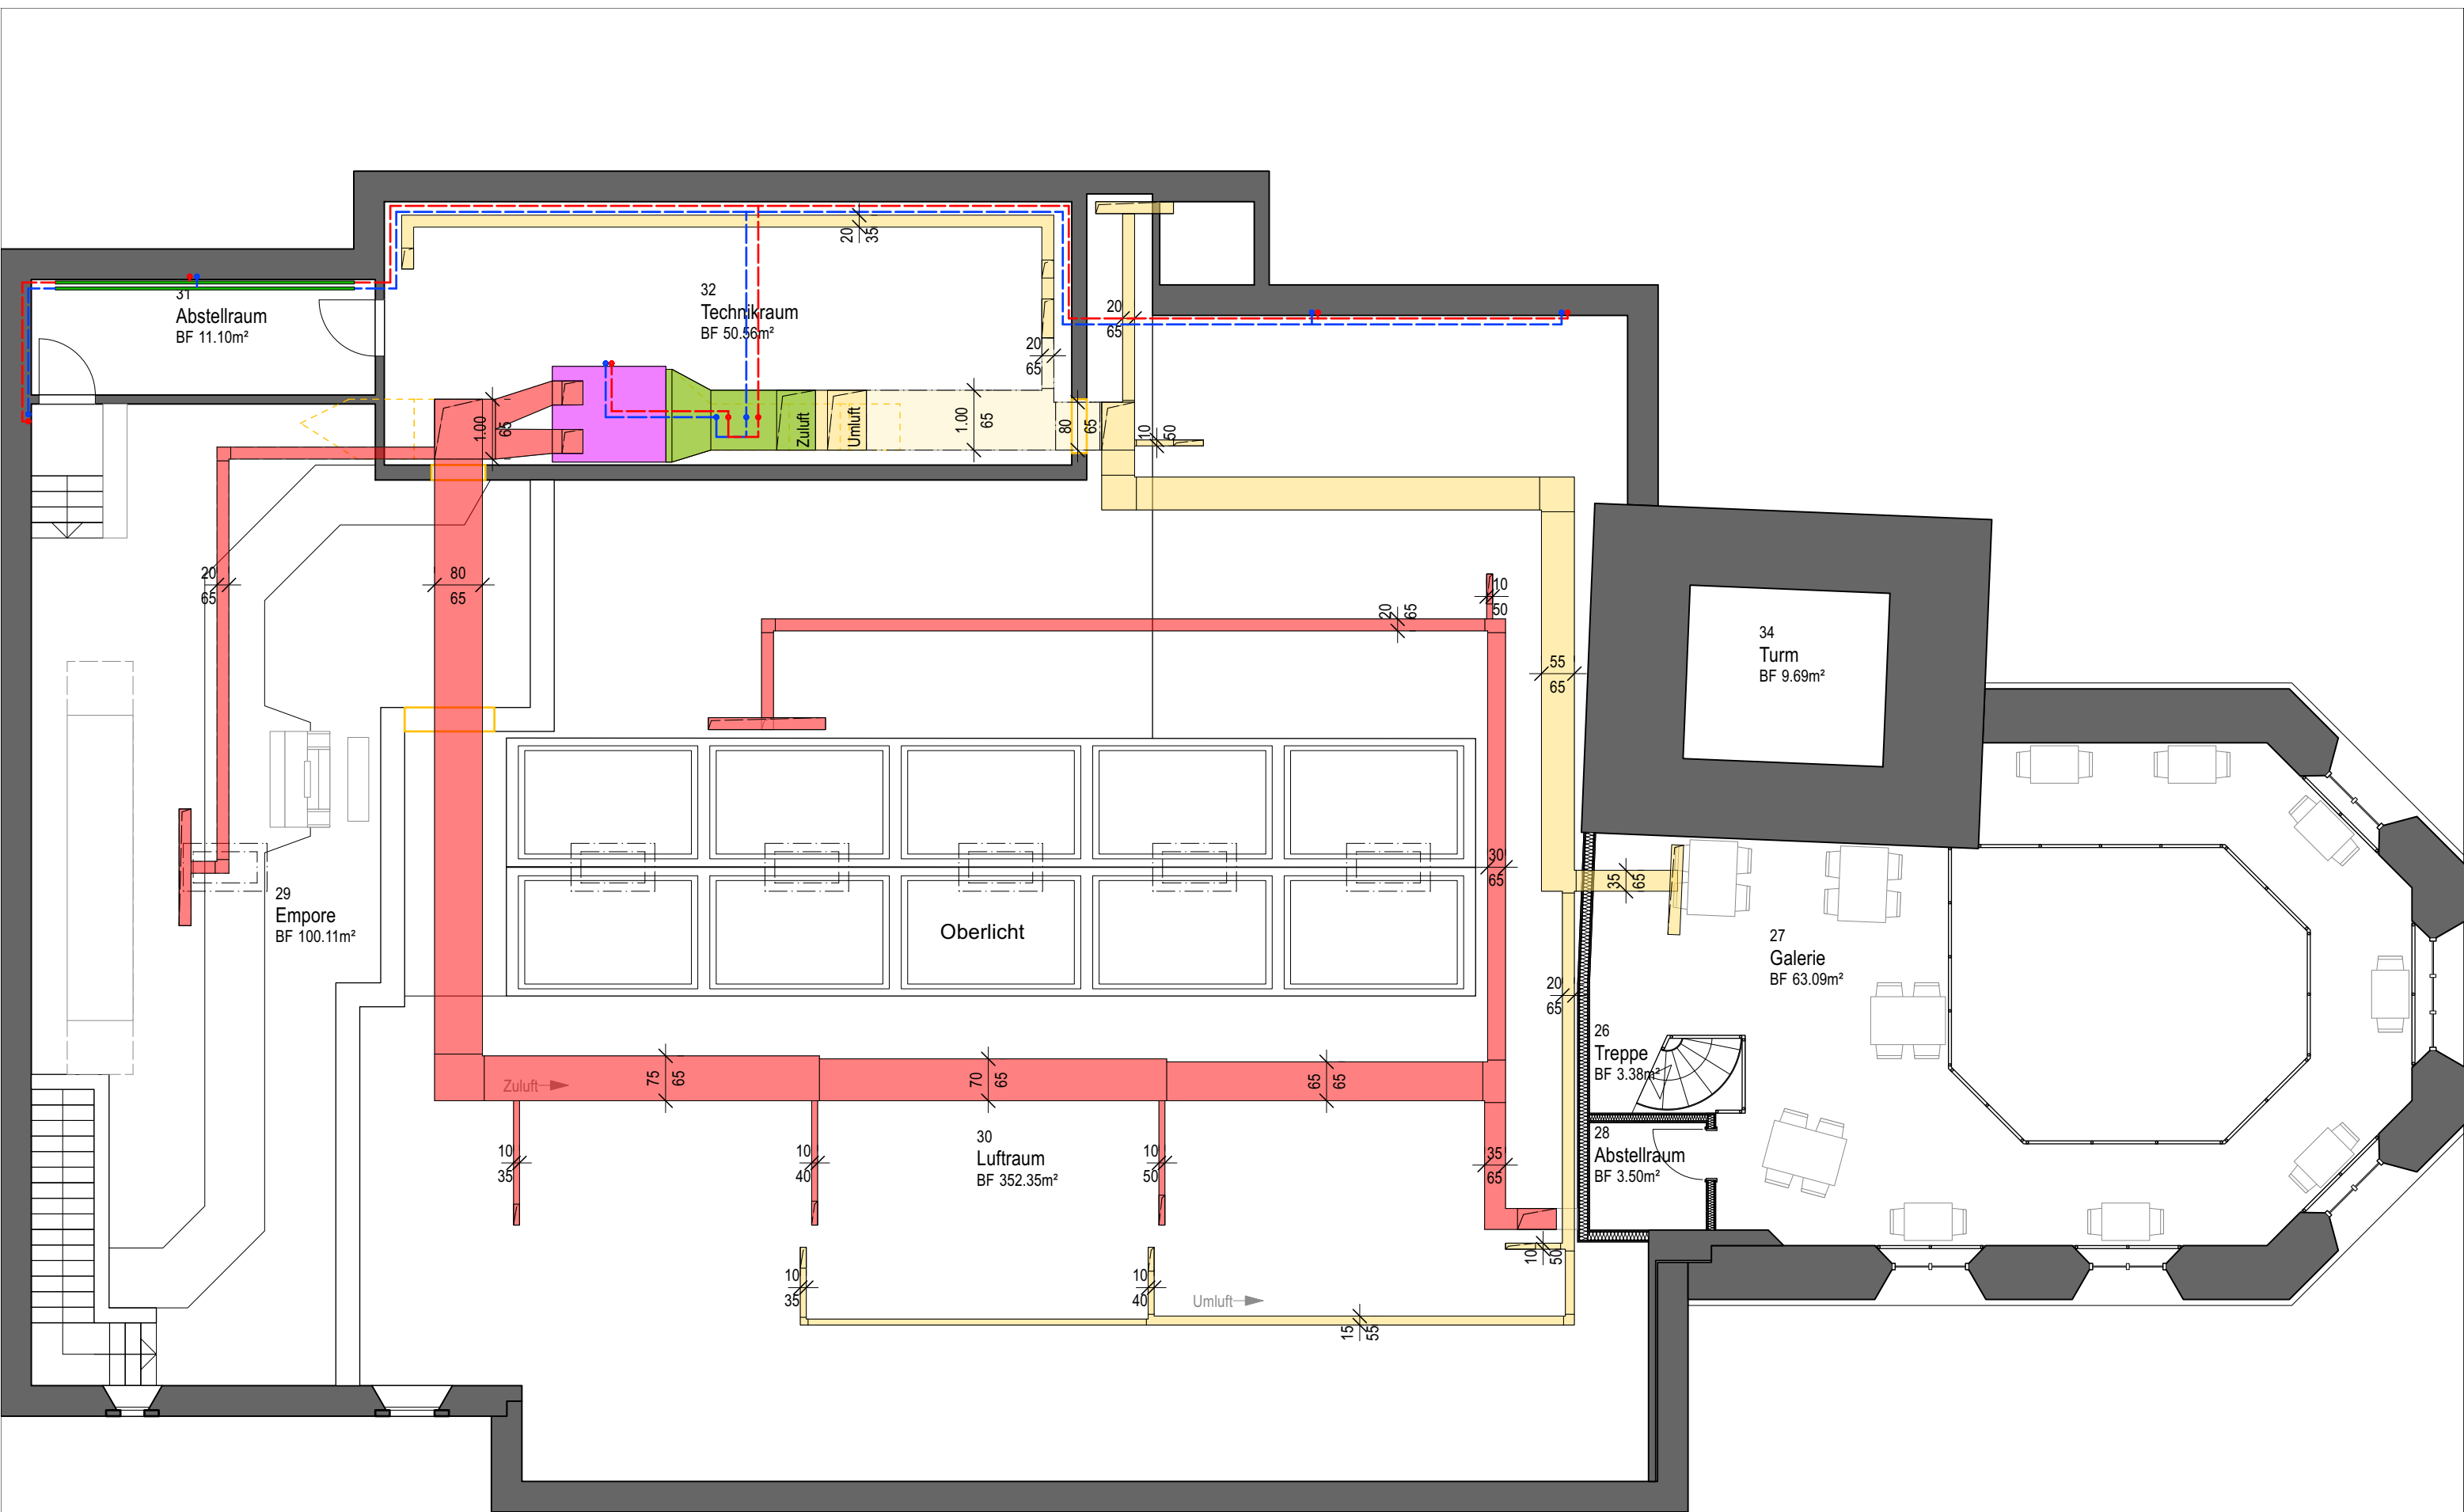 20
35
31
Abstellraum
BF 11.10m²
32
Technikraum
BF 50.56m²
20
65
20
65
1.00
65
Zuluft
Umluft
1.00
65
80
65
10
50
20
65
80
65
10
50
20
65
34
Turm
BF 9.69m²
55
65
30
65
35
65
29
Empore
BF 100.11m²
Oberlicht
27
Galerie
BF 63.09m²
20
65
26
Treppe
BF 3.38m²
Zuluft
75
65
70
65
65
65
28
Abstellraum
BF 3.50m²
30
Luftraum
BF 352.35m²
10
35
10
40
10
50
35
65
10
50
10
35
10
40
Umluft
15
55